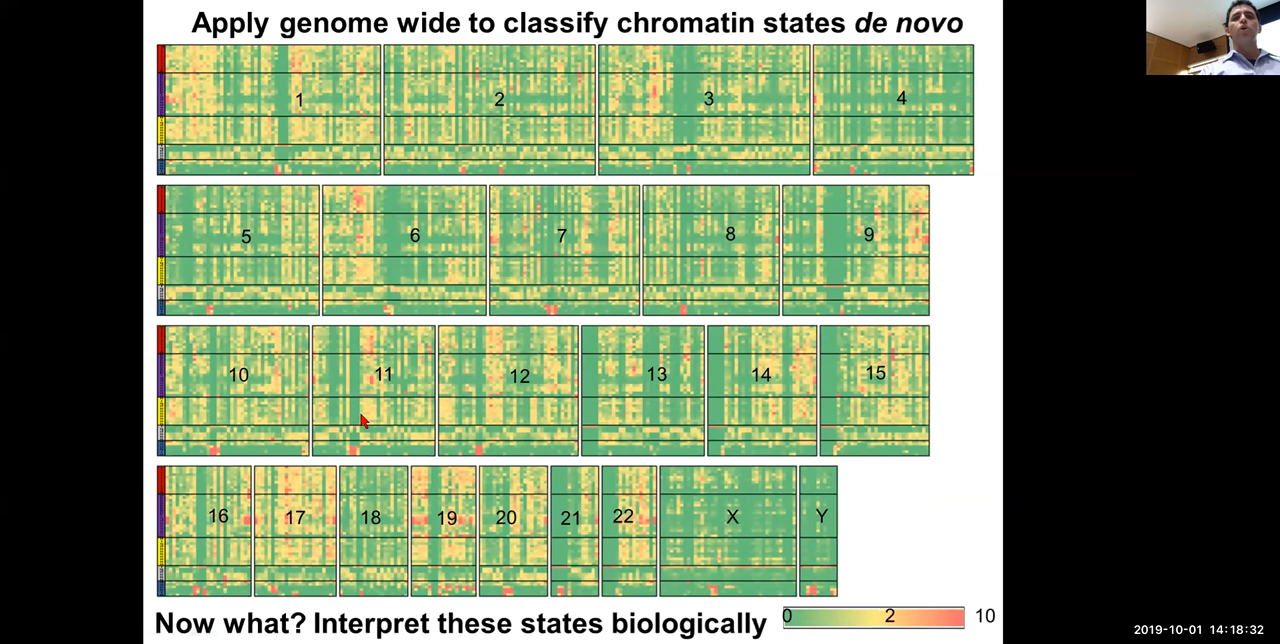 Apply genome wide to classify chromatin states de novo
1 2 3 4
5 6 7 8 9
10 11 12 13 14 15
16 17 18 19 20 21 22 X Y
Now what? Interpret these states biologically
0 2 10
2019-10-01 14:18:32